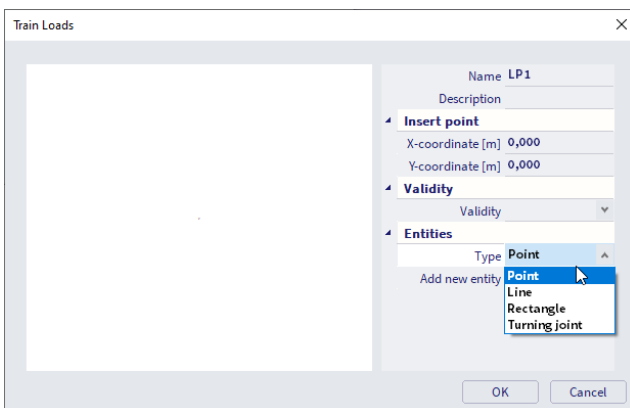 Train Loads
Name LP1
Description
Insert point
X-coordinate [m] 0,000
Y-coordinate [m] 0,000
Validity
Validity
Entities
Type Point
Add new entity Point
Line
Rectangle
Turning joint
OK Cancel